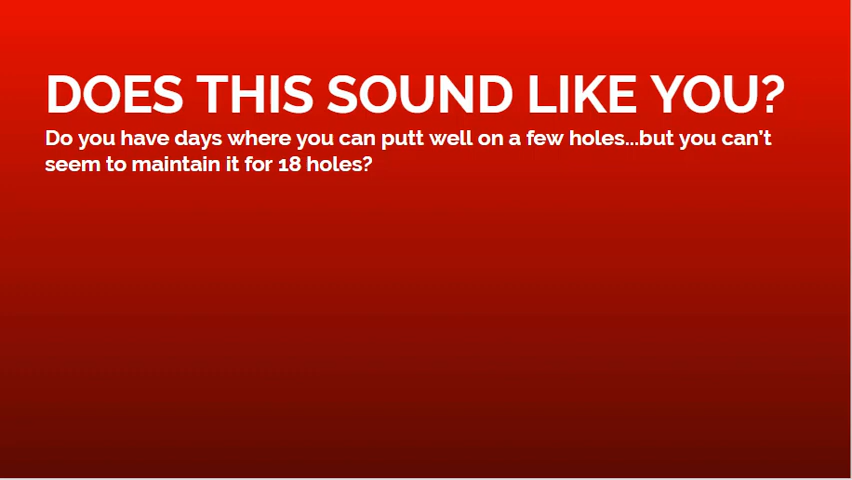 DOES THIS SOUND LIKE YOU?
Do you have days where you can putt well on a few holes...but you can't
seem to maintain it for 18 holes?